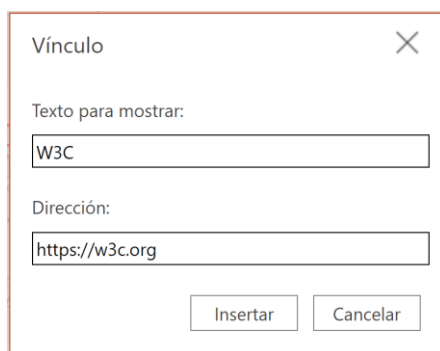 Vínculo
Texto para mostrar:
W3C
Dirección:
https://w3c.org
Insertar Cancelar